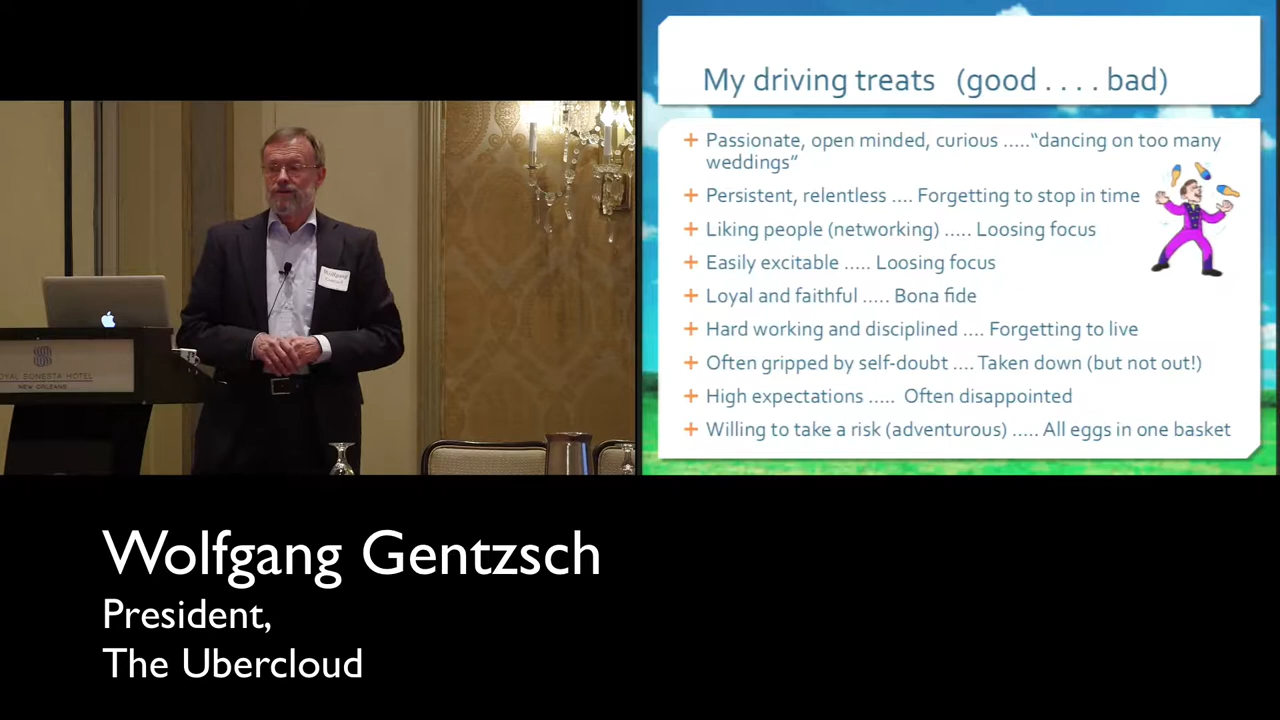 My driving treats (good . . . . bad)
Passionate, open minded, curious .....“dancing on too many
weddings”
Persistent, relentless .... Forgetting to stop in time
Liking people (networking) ..... Loosing focus
Easily excitable ..... Loosing focus
Loyal and faithful ..... Bona fide
Hard working and disciplined .... Forgetting to live
Often gripped by self-doubt .... Taken down (but not out!)
High expectations ..... Often disappointed
Willing to take a risk (adventurous) ..... All eggs in one basket
Wolfgang
OYAL SONESTA HOTEL
NEW ORLEANS
Wolfgang Gentzsch
President,
The Ubercloud